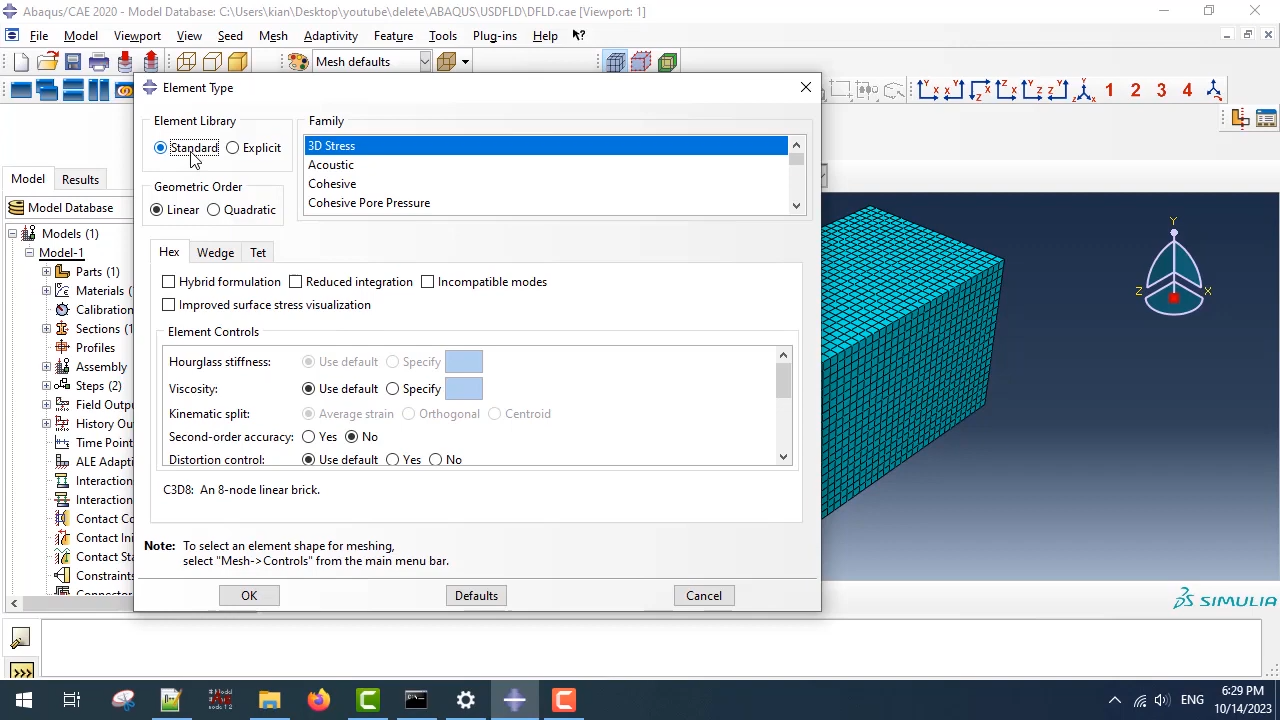 Abaqus/CAE 2020 - Element Database: C:\Users\kian\Desktop\youtube\delete\ABAQUS\USDFLD\DFLD.cae [Viewport: 1]
File Model Viewport View Seed Mesh Adaptivity Feature Tools Plug-ins Help
Mesh defaults
Element Type
1 2 3 4
Element Library
Standard Explicit
Geometric Order
Linear Quadratic
Family
3D Stress
Acoustic
Cohesive
Cohesive Pore Pressure
Hex Wedge Tet
Hybrid formulation Reduced integration Incompatible modes
Improved surface stress visualization
Element Controls
Hourglass stiffness: Use default Specify
Viscosity: Use default Specify
Kinematic split: Average strain Orthogonal Centroid
Second-order accuracy: Yes No
Distortion control: Use default Yes No
C3D8: An 8-node linear brick.
Note: To select an element shape for meshing,
select "Mesh->Controls" from the main menu bar.
OK Defaults Cancel
Model Results
Model Database
Models (1)
Model-1
Parts (1)
Materials (
Calibration
Sections (1
Profiles
Assembly
Steps (2)
Field Outp
History Ou
Time Point
ALE Adapti
Interaction
Interaction
Contact Co
Contact Ini
Contact Sta
Constraints
Y
Z X
SIMULIA
>>>
ENG
6:29 PM
10/14/2023